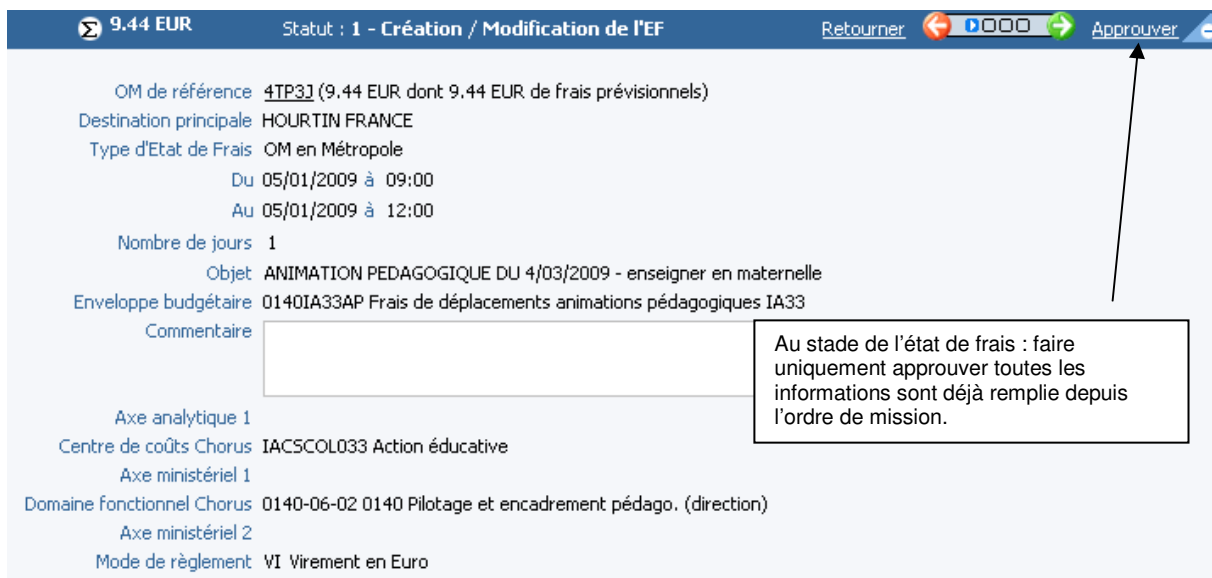 Σ 9.44 EUR Statut : 1 - Création / Modification de l'EF Retourner Approuver
OM de référence 4TP3J (9.44 EUR dont 9.44 EUR de frais prévisionnels)
Destination principale HOURTIN FRANCE
Type d'Etat de Frais OM en Métropole
Du 05/01/2009 à 09:00
Au 05/01/2009 à 12:00
Nombre de jours 1
Objet ANIMATION PEDAGOGIQUE DU 4/03/2009 - enseigner en maternelle
Enveloppe budgétaire 0140IA33AP Frais de déplacements animations pédagogiques IA33
Commentaire
Au stade de l'état de frais : faire
uniquement approuver toutes les
informations sont déjà remplie depuis
l'ordre de mission.
Axe analytique 1
Centre de coûts Chorus IACSCOL033 Action éducative
Axe ministériel 1
Domaine fonctionnel Chorus 0140-06-02 0140 Pilotage et encadrement pédago. (direction)
Axe ministériel 2
Mode de règlement VI Virement en Euro